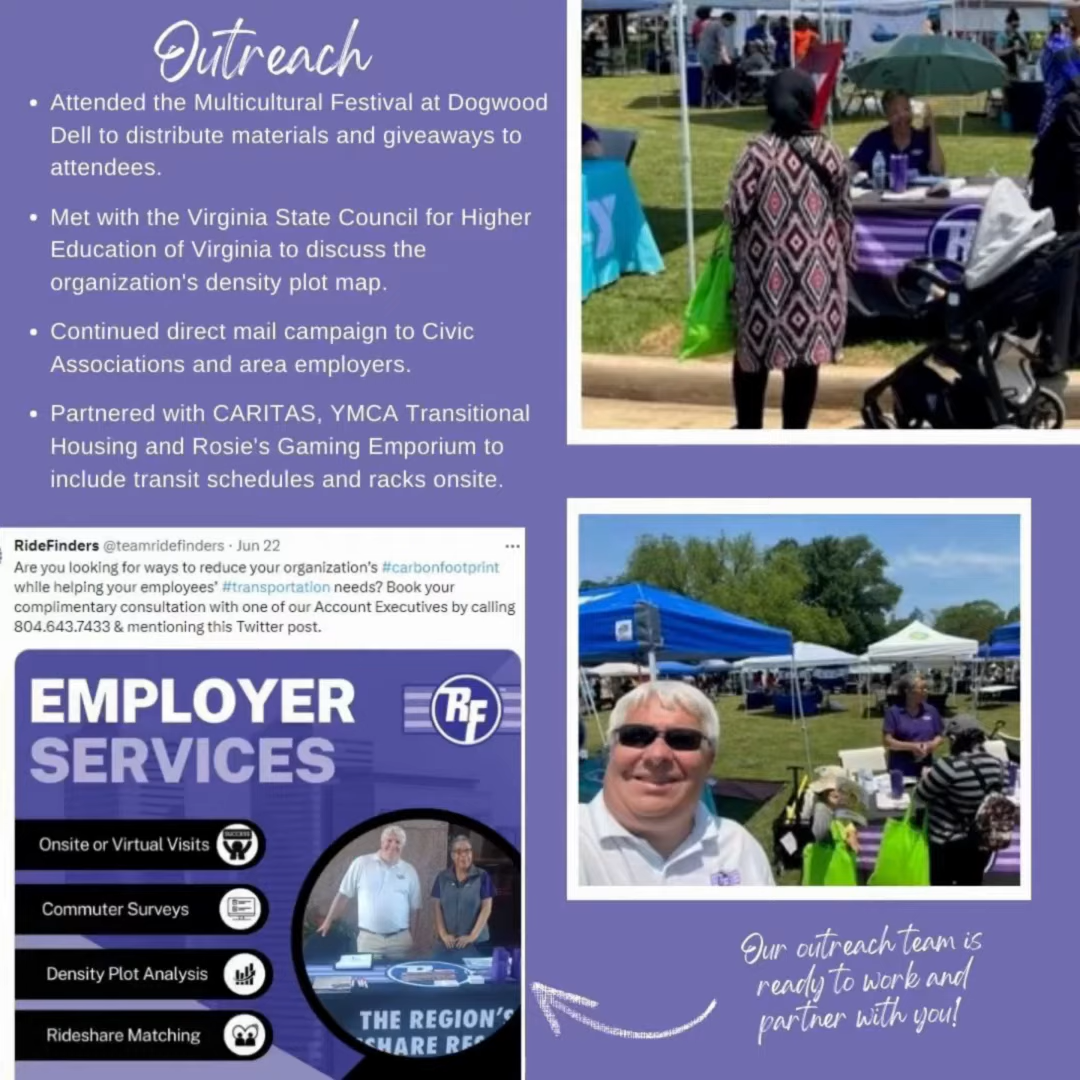 Outreach
• Attended the Multicultural Festival at Dogwood
Dell to distribute materials and giveaways to
attendees.
• Met with the Virginia State Council for Higher
Education of Virginia to discuss the
organization's density plot map.
• Continued direct mail campaign to Civic
Associations and area employers.
• Partnered with CARITAS, YMCA Transitional
Housing and Rosie's Gaming Emporium to
include transit schedules and racks onsite.
RideFinders @teamridefinders · Jun 22 ...
Are you looking for ways to reduce your organization's #carbonfootprint
while helping your employees' #transportation needs? Book your
complimentary consultation with one of our Account Executives by calling
804.643.7433 & mentioning this Twitter post.
EMPLOYER
SERVICES
RF
Onsite or Virtual Visits
SUCCESS
Commuter Surveys
Density Plot Analysis
Rideshare Matching
THE REGION'S
SHARE RES
Our outreach team is
ready to work and
partner with you!